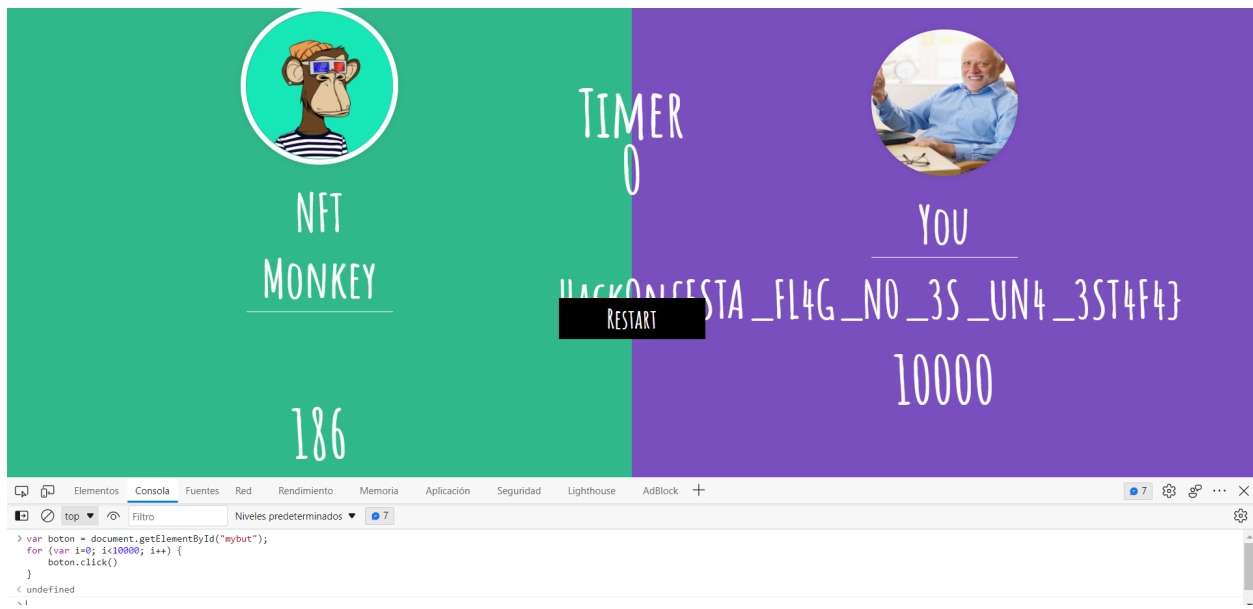 NFT
Monkey
186
Timer
0
You
HackOn{ESTA_FL4G_N0_3S_UN4_3ST4F4}
10000
Restart
Elementos Consola Fuentes Red Rendimiento Memoria Aplicación Seguridad Lighthouse AdBlock 7
top Filtro Niveles predeterminados 7
> var boton = document.getElementById("mybut");
for (var i=0; i<10000; i++) {
boton.click()
}
< undefined
>